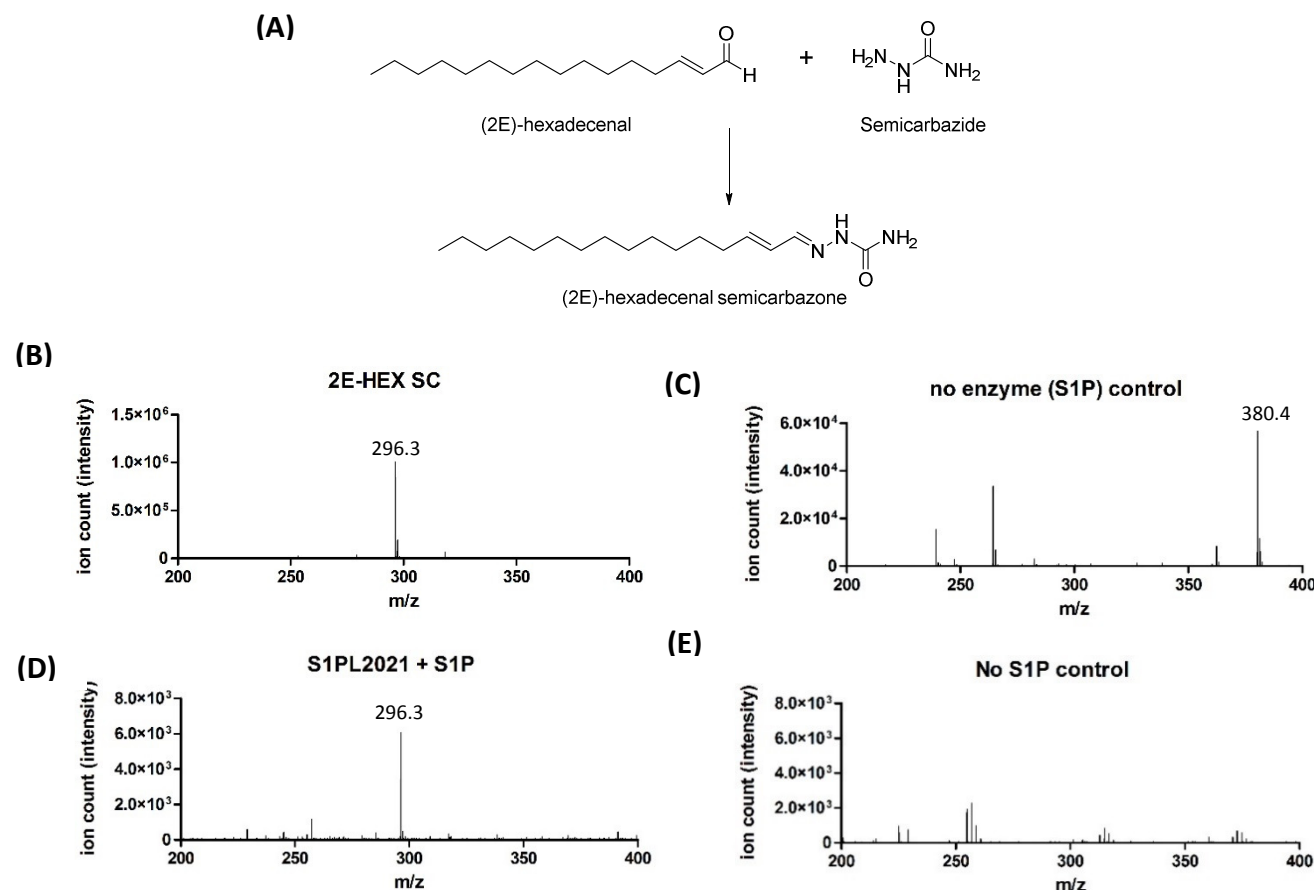 (A)
O
H
+
H₂N
N
H
O
NH₂
(2E)-hexadecenal
Semicarbazide
H
N
N
NH₂
O
(2E)-hexadecenal semicarbazone
(B)
2E-HEX SC
ion count (intensity)
1.5×10⁶
1.0×10⁶
5.0×10⁵
0
296.3
200 250 300 350 400
m/z
(C)
no enzyme (S1P) control
ion count (intensity)
6.0×10⁴
4.0×10⁴
2.0×10⁴
0
380.4
200 250 300 350 400
m/z
(D)
S1PL2021 + S1P
ion count (intensity)
8.0×10³
6.0×10³
4.0×10³
2.0×10³
0
296.3
200 250 300 350 400
m/z
(E)
No S1P control
ion count (intensity)
8.0×10³
6.0×10³
4.0×10³
2.0×10³
0
200 250 300 350 400
m/z